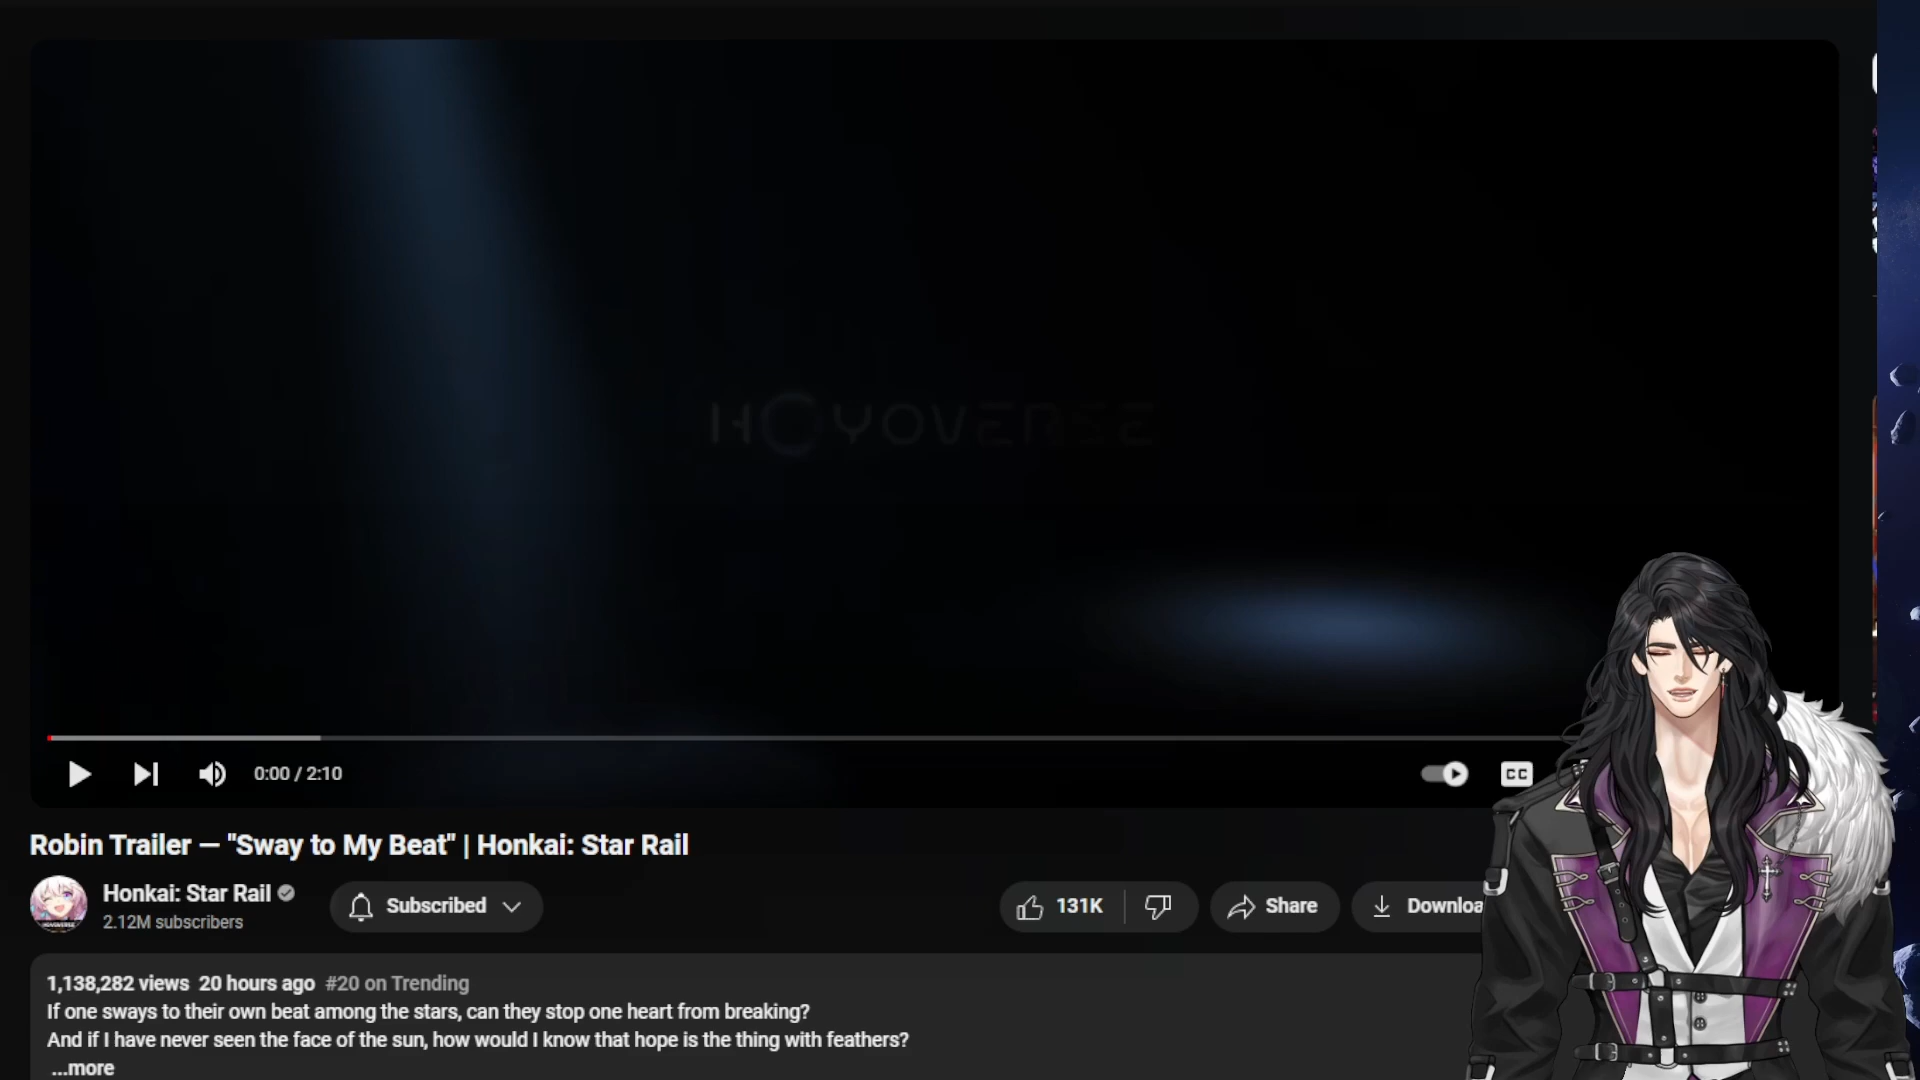 HOYOVERSE
0:00 / 2:10
CC
Robin Trailer — "Sway to My Beat" | Honkai: Star Rail
Honkai: Star Rail
2.12M subscribers
Subscribed
131K
Share
Downloa
1,138,282 views 20 hours ago #20 on Trending
If one sways to their own beat among the stars, can they stop one heart from breaking?
And if I have never seen the face of the sun, how would I know that hope is the thing with feathers?
...more